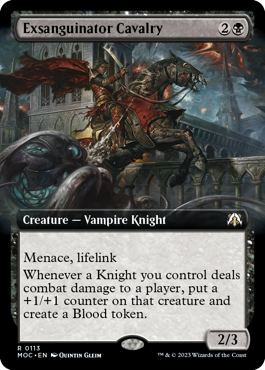 Exsanguinator Cavalry 2
Creature — Vampire Knight
Menace, lifelink
Whenever a Knight you control deals
combat damage to a player, put a
+1/+1 counter on that creature and
create a Blood token.
2/3
R 0113
MOC • EN QUINTIN GLEIM ™ & © 2023 Wizards of the Coast